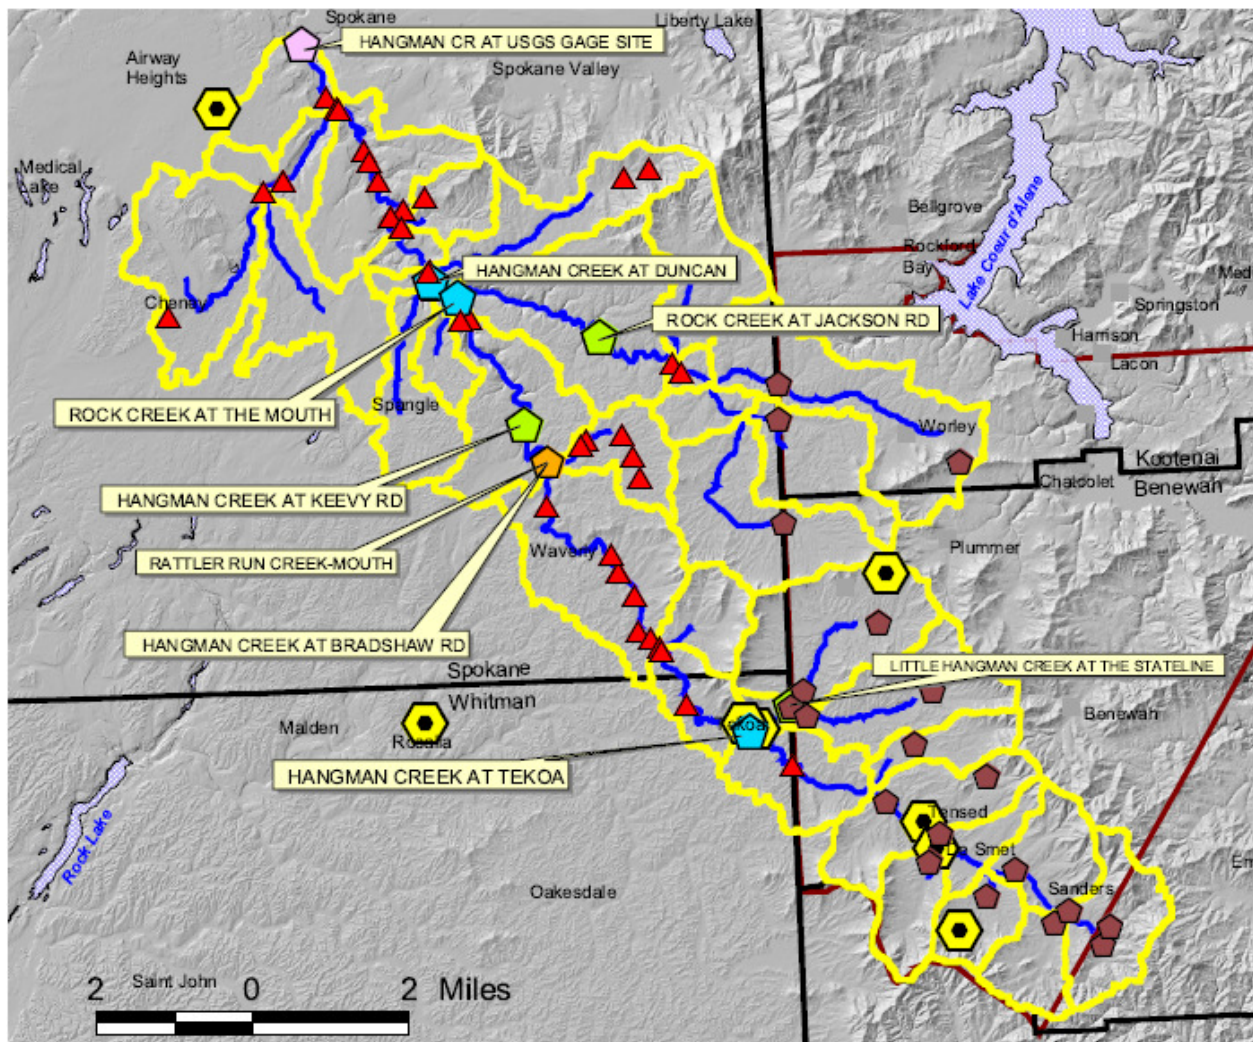 Spokane
Liberty Lake
HANGMAN CR AT USGS GAGE SITE
Airway
Heights
Spokane Valley
Medical
Lake
Bellgrove
Lake Coeur d'Alene
Rockford
Bay
HANGMAN CREEK AT DUNCAN
Springston
Cheney
ROCK CREEK AT JACKSON RD
Harrison
Lacon
ROCK CREEK AT THE MOUTH
Spangle
Worley
Kootenai
Chatcolet
Benewah
HANGMAN CREEK AT KEEVY RD
Waverly
Plummer
RATTLER RUN CREEK-MOUTH
HANGMAN CREEK AT BRADSHAW RD
LITTLE HANGMAN CREEK AT THE STATELINE
Spokane
Whitman
Malden
Benewah
HANGMAN CREEK AT TEKOA
Tensed
Rock Lake
Smet
Oakesdale
Sanders
2 Saint John 0 2 Miles